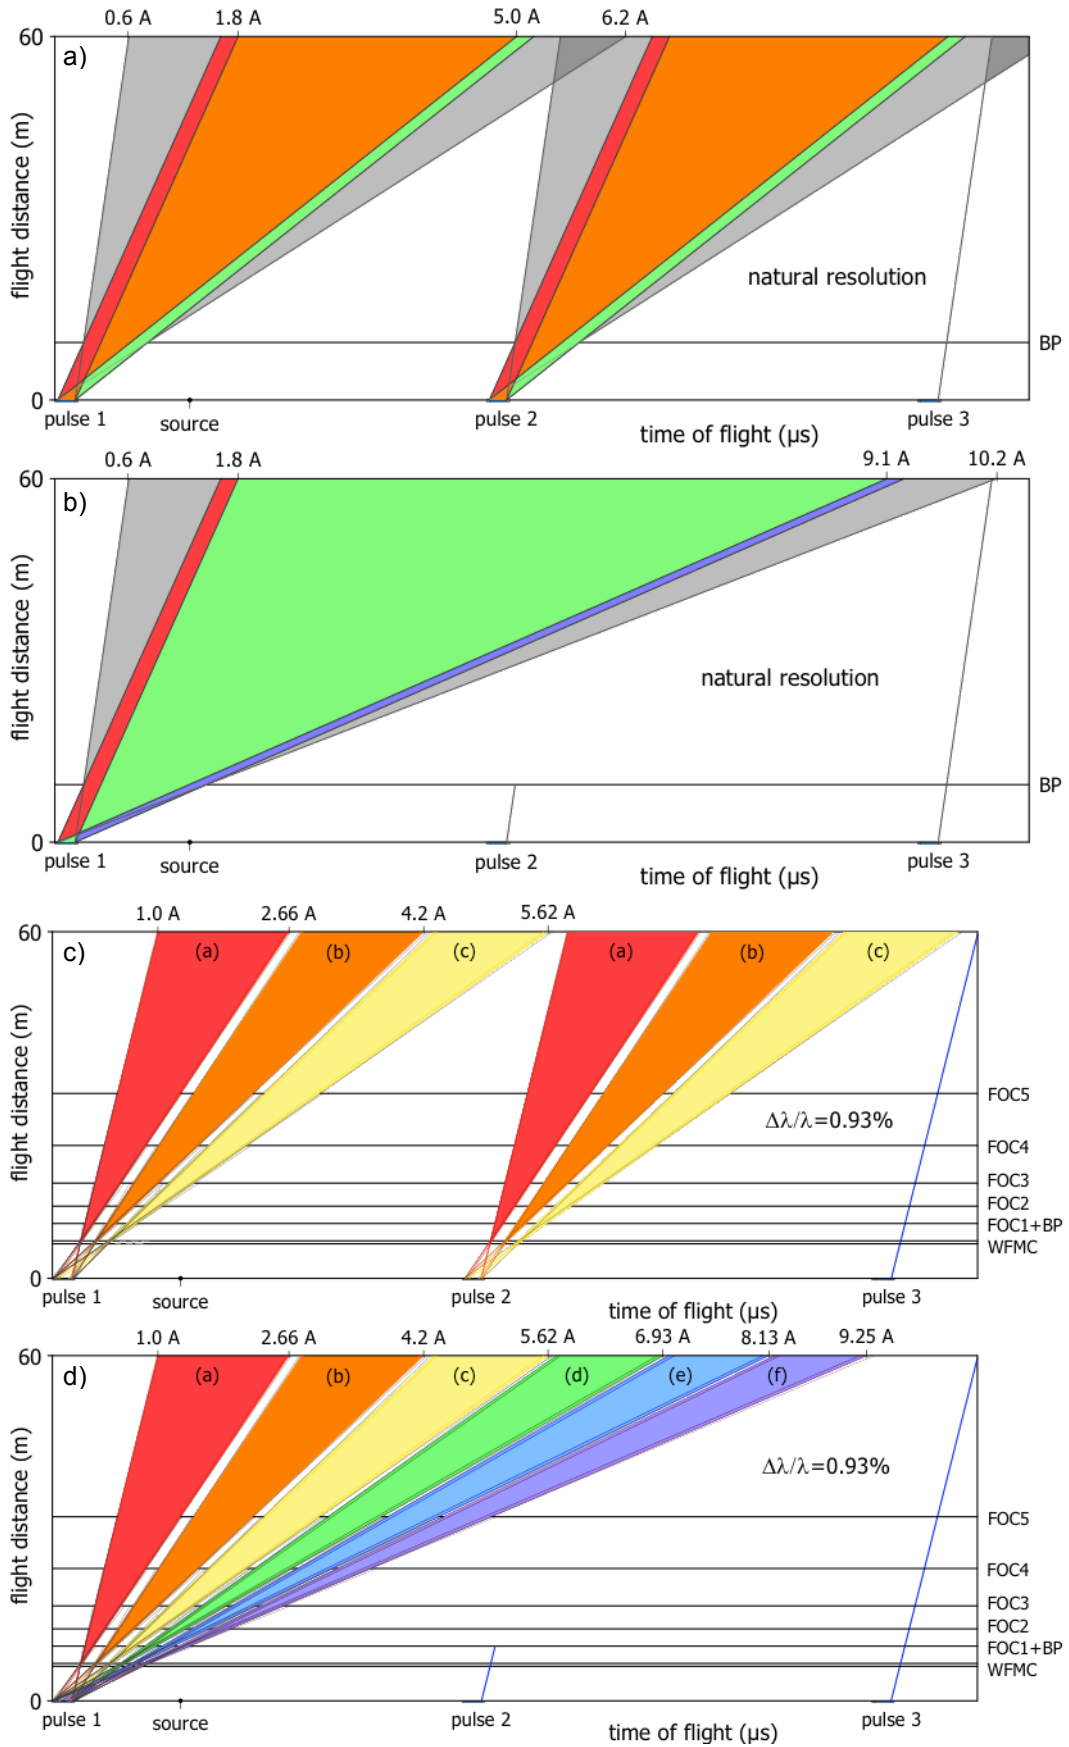 0.6 A 1.8 A 5.0 A 6.2 A
60
a)
flight distance (m)
natural resolution
BP
0
pulse 1 source pulse 2 pulse 3
time of flight (µs)
0.6 A 1.8 A 9.1 A 10.2 A
60
b)
flight distance (m)
natural resolution
BP
0
pulse 1 source pulse 2 pulse 3
time of flight (µs)
1.0 A 2.66 A 4.2 A 5.62 A
60
c) (a) (b) (c) (a) (b) (c)
flight distance (m)
FOC5
Δλ/λ=0.93%
FOC4
FOC3
FOC2
FOC1+BP
WFMC
0
pulse 1 source pulse 2 pulse 3
time of flight (µs)
1.0 A 2.66 A 4.2 A 5.62 A 6.93 A 8.13 A 9.25 A
60
d) (a) (b) (c) (d) (e) (f)
flight distance (m)
Δλ/λ=0.93%
FOC5
FOC4
FOC3
FOC2
FOC1+BP
WFMC
0
pulse 1 source pulse 2 pulse 3
time of flight (µs)